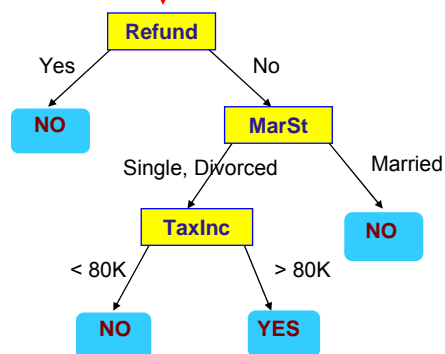 Refund
Yes
No
NO
MarSt
Single, Divorced
Married
TaxInc
NO
< 80K
> 80K
NO
YES